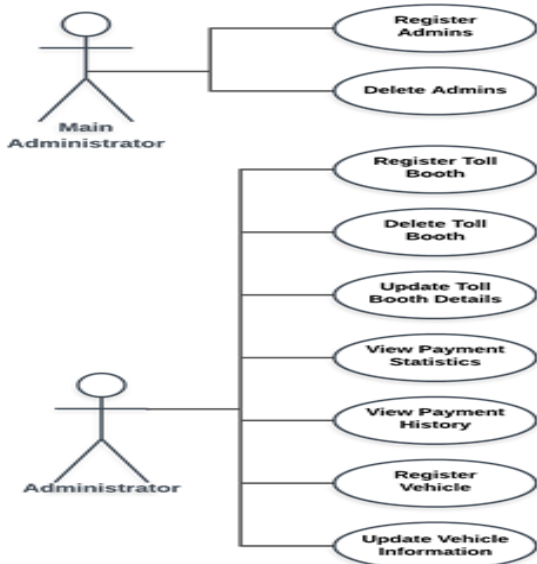 Register
Admins
Delete Admins
Main
Administrator
Register Toll
Booth
Delete Toll
Booth
Update Toll
Booth Details
View Payment
Statistics
View Payment
History
Administrator
Register
Vehicle
Update Vehicle
Information